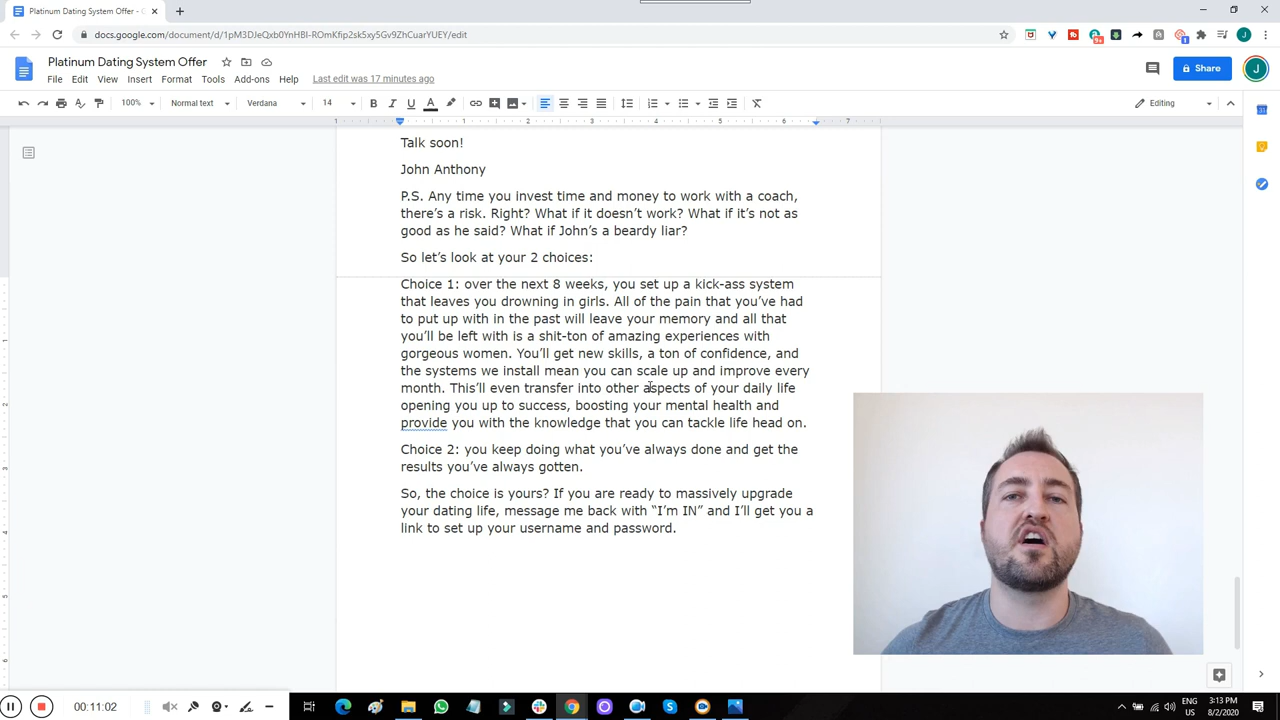 Platinum Dating System Offer - G
docs.google.com/document/d/1pM3DJeQxb0YnHBI-ROmKfip2sk5xy5Gv9ZhCuarYUEY/edit
Platinum Dating System Offer
File Edit View Insert Format Tools Add-ons Help Last edit was 17 minutes ago
Share
J
100% Normal text Verdana 14 B I U A Editing
1 1 2 3 4 5 6 7
Talk soon!
John Anthony
P.S. Any time you invest time and money to work with a coach,
there’s a risk. Right? What if it doesn’t work? What if it’s not as
good as he said? What if John’s a beardy liar?
So let’s look at your 2 choices:
Choice 1: over the next 8 weeks, you set up a kick-ass system
that leaves you drowning in girls. All of the pain that you’ve had
to put up with in the past will leave your memory and all that
you’ll be left with is a shit-ton of amazing experiences with
gorgeous women. You’ll get new skills, a ton of confidence, and
the systems we install mean you can scale up and improve every
month. This’ll even transfer into other aspects of your daily life
opening you up to success, boosting your mental health and
provide you with the knowledge that you can tackle life head on.
Choice 2: you keep doing what you’ve always done and get the
results you’ve always gotten.
So, the choice is yours? If you are ready to massively upgrade
your dating life, message me back with “I’m IN” and I’ll get you a
link to set up your username and password.
00:11:02
ENG
US
3:13 PM
8/2/2020